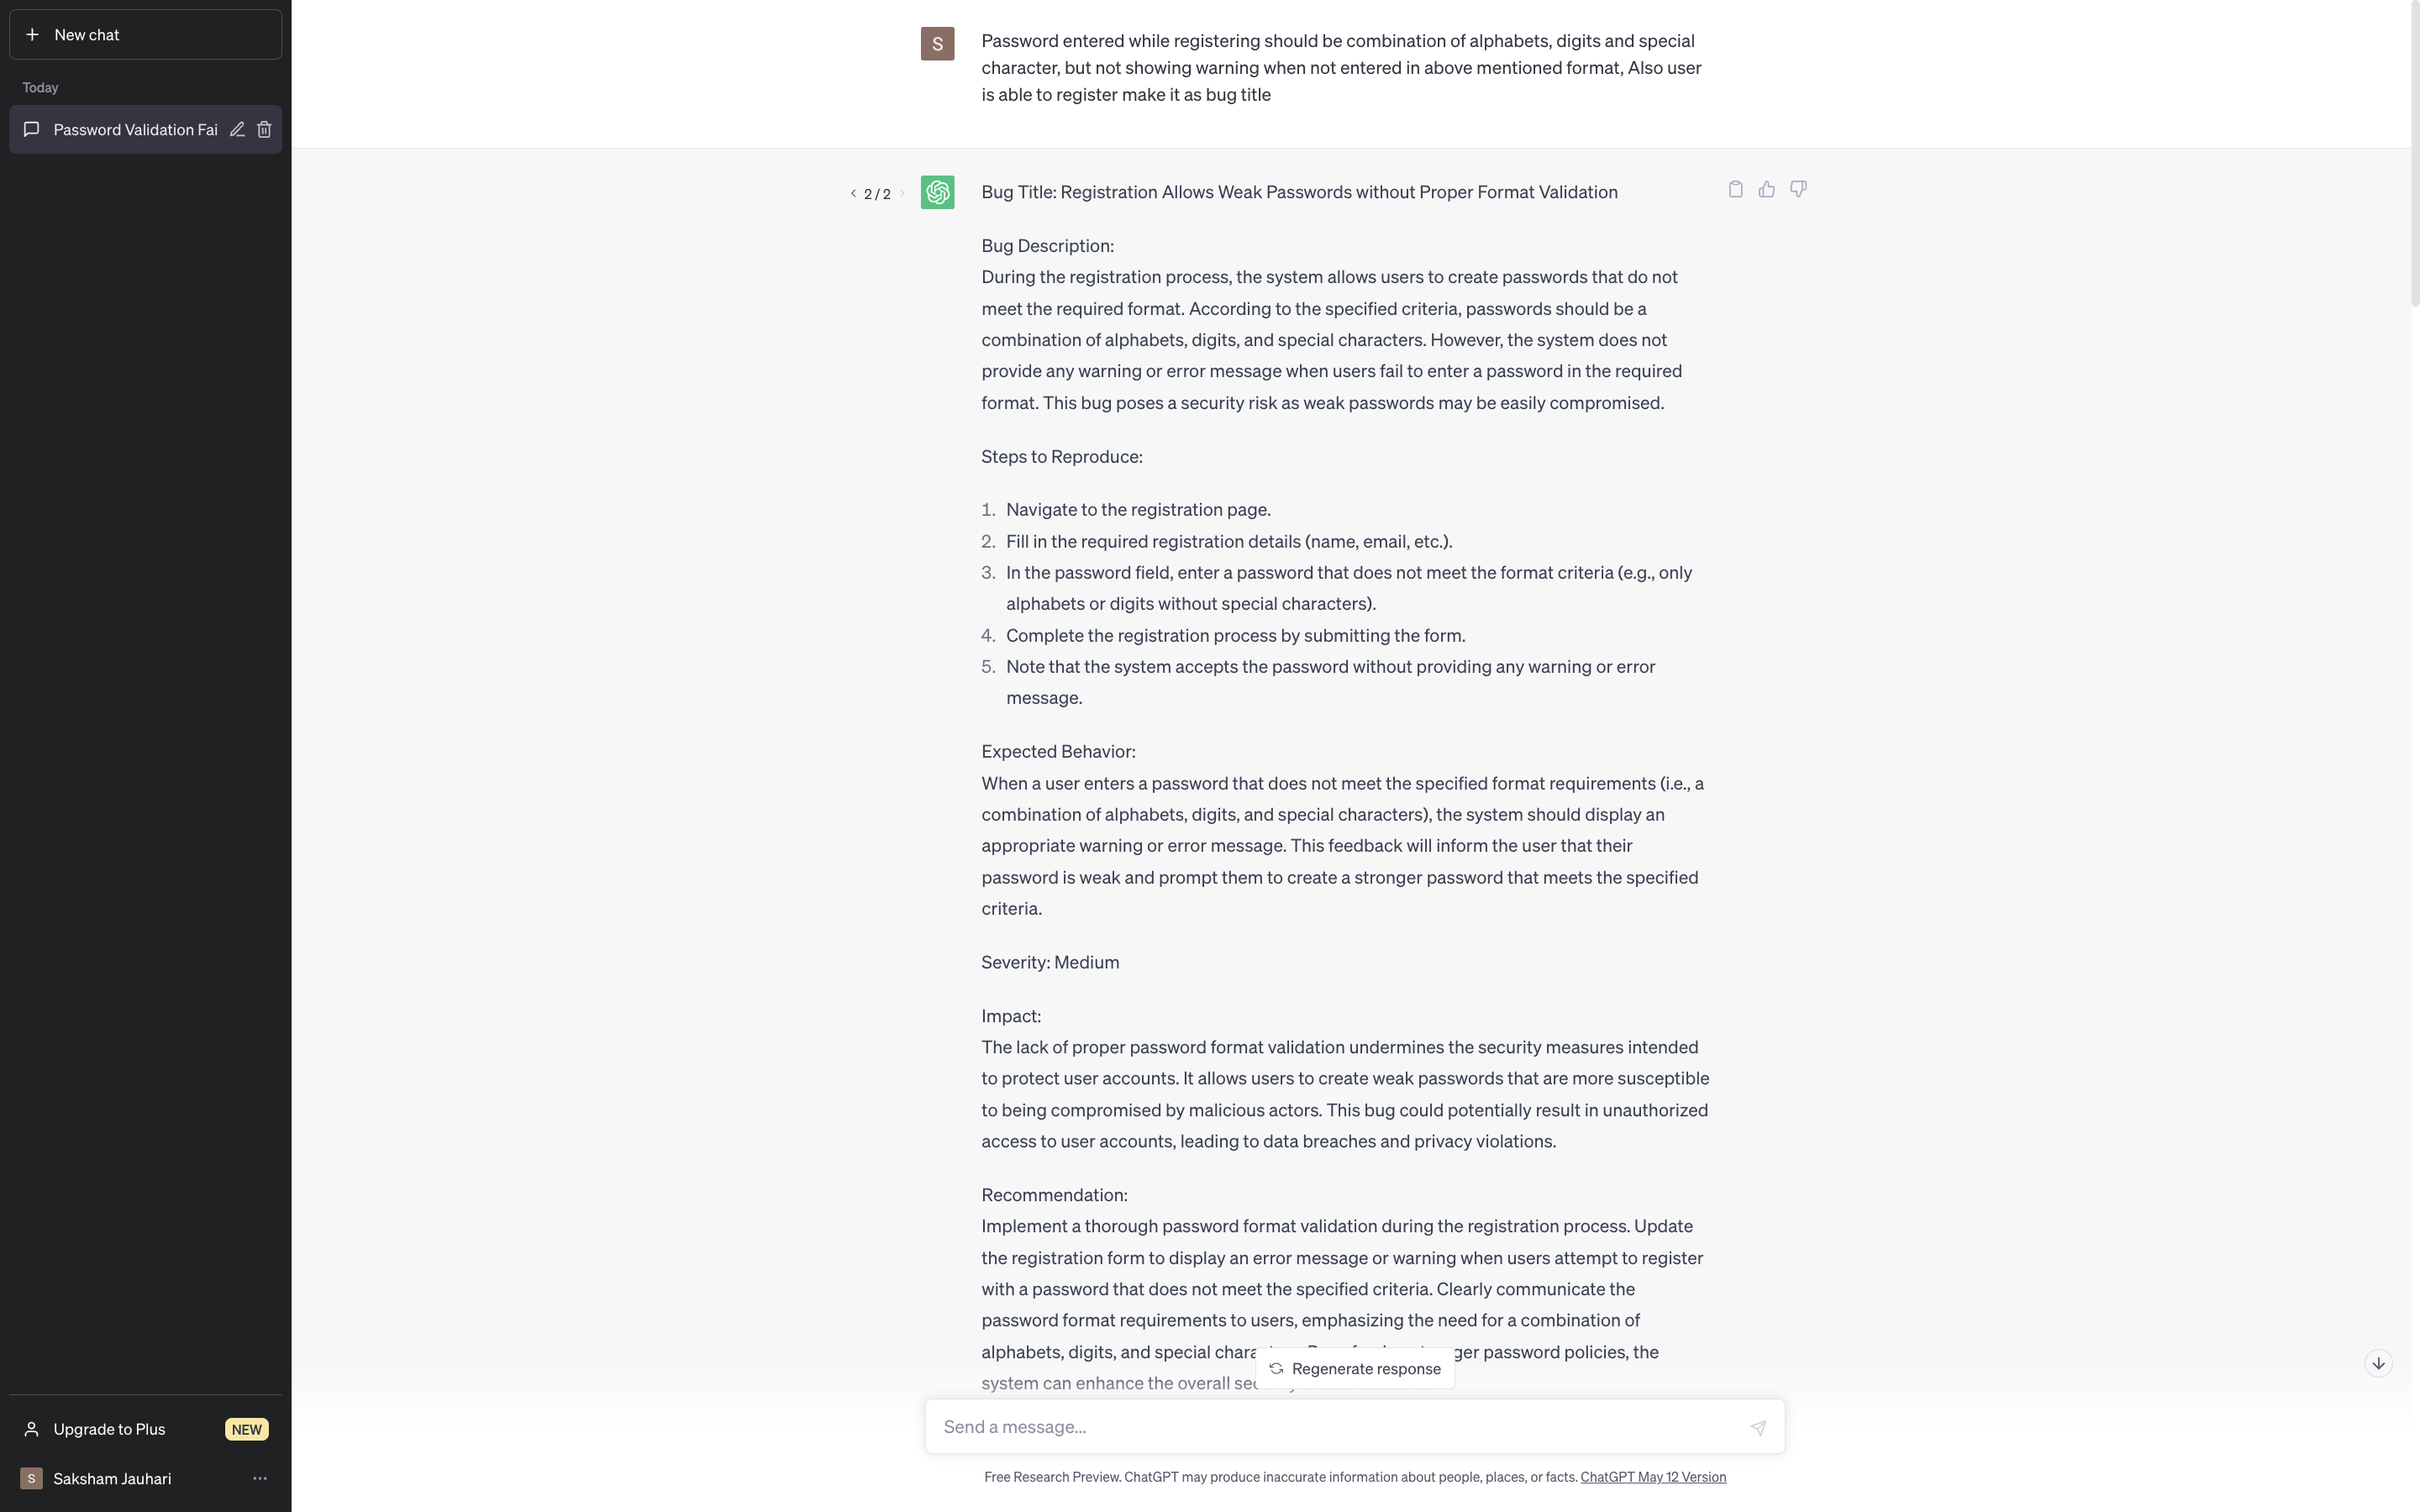 New chat
Today
Password Validation Fai
Upgrade to Plus
NEW
S
Saksham Jauhari
S
Password entered while registering should be combination of alphabets, digits and special
character, but not showing warning when not entered in above mentioned format, Also user
is able to register make it as bug title
2 / 2
Bug Title: Registration Allows Weak Passwords without Proper Format Validation
Bug Description:
During the registration process, the system allows users to create passwords that do not
meet the required format. According to the specified criteria, passwords should be a
combination of alphabets, digits, and special characters. However, the system does not
provide any warning or error message when users fail to enter a password in the required
format. This bug poses a security risk as weak passwords may be easily compromised.
Steps to Reproduce:
1. Navigate to the registration page.
2. Fill in the required registration details (name, email, etc.).
3. In the password field, enter a password that does not meet the format criteria (e.g., only
alphabets or digits without special characters).
4. Complete the registration process by submitting the form.
5. Note that the system accepts the password without providing any warning or error
message.
Expected Behavior:
When a user enters a password that does not meet the specified format requirements (i.e., a
combination of alphabets, digits, and special characters), the system should display an
appropriate warning or error message. This feedback will inform the user that their
password is weak and prompt them to create a stronger password that meets the specified
criteria.
Severity: Medium
Impact:
The lack of proper password format validation undermines the security measures intended
to protect user accounts. It allows users to create weak passwords that are more susceptible
to being compromised by malicious actors. This bug could potentially result in unauthorized
access to user accounts, leading to data breaches and privacy violations.
Recommendation:
Implement a thorough password format validation during the registration process. Update
the registration form to display an error message or warning when users attempt to register
with a password that does not meet the specified criteria. Clearly communicate the
password format requirements to users, emphasizing the need for a combination of
alphabets, digits, and special password policies, the
system can enhance the overall
Regenerate response
Send a message...
Free Research Preview. ChatGPT may produce inaccurate information about people, places, or facts. ChatGPT May 12 Version